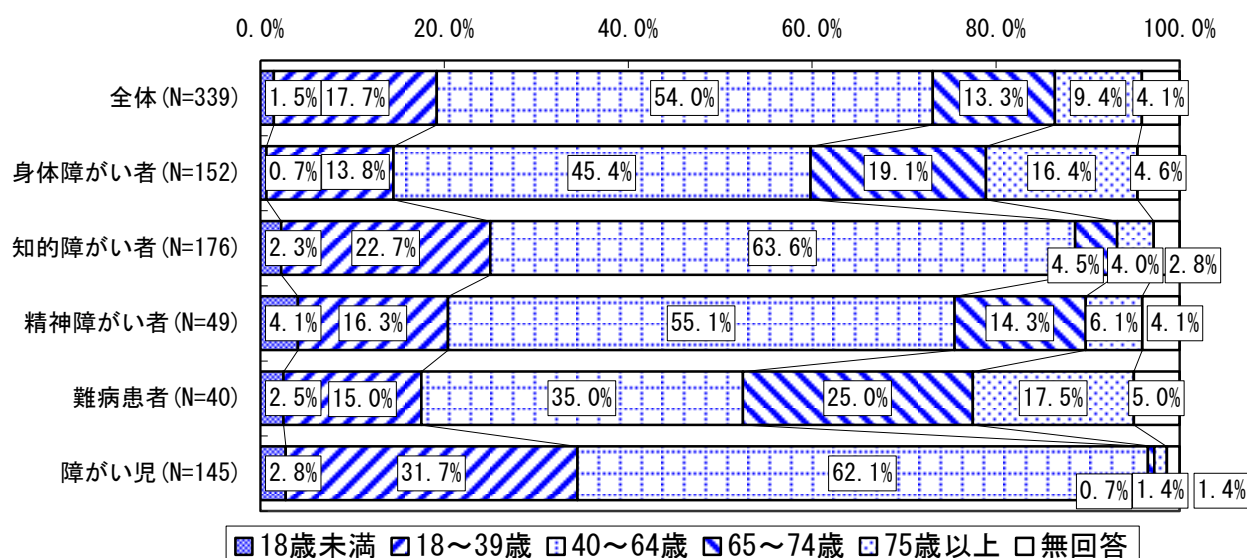 0.0% 20.0% 40.0% 60.0% 80.0% 100.0%
全体(N=339) 1.5% 17.7% 54.0% 13.3% 9.4% 4.1%
身体障がい者(N=152) 0.7% 13.8% 45.4% 19.1% 16.4% 4.6%
知的障がい者(N=176) 2.3% 22.7% 63.6% 4.5% 4.0% 2.8%
精神障がい者(N=49) 4.1% 16.3% 55.1% 14.3% 6.1% 4.1%
難病患者(N=40) 2.5% 15.0% 35.0% 25.0% 17.5% 5.0%
障がい児(N=145) 2.8% 31.7% 62.1% 0.7% 1.4% 1.4%
18歳未満 18～39歳 40～64歳 65～74歳 75歳以上 無回答